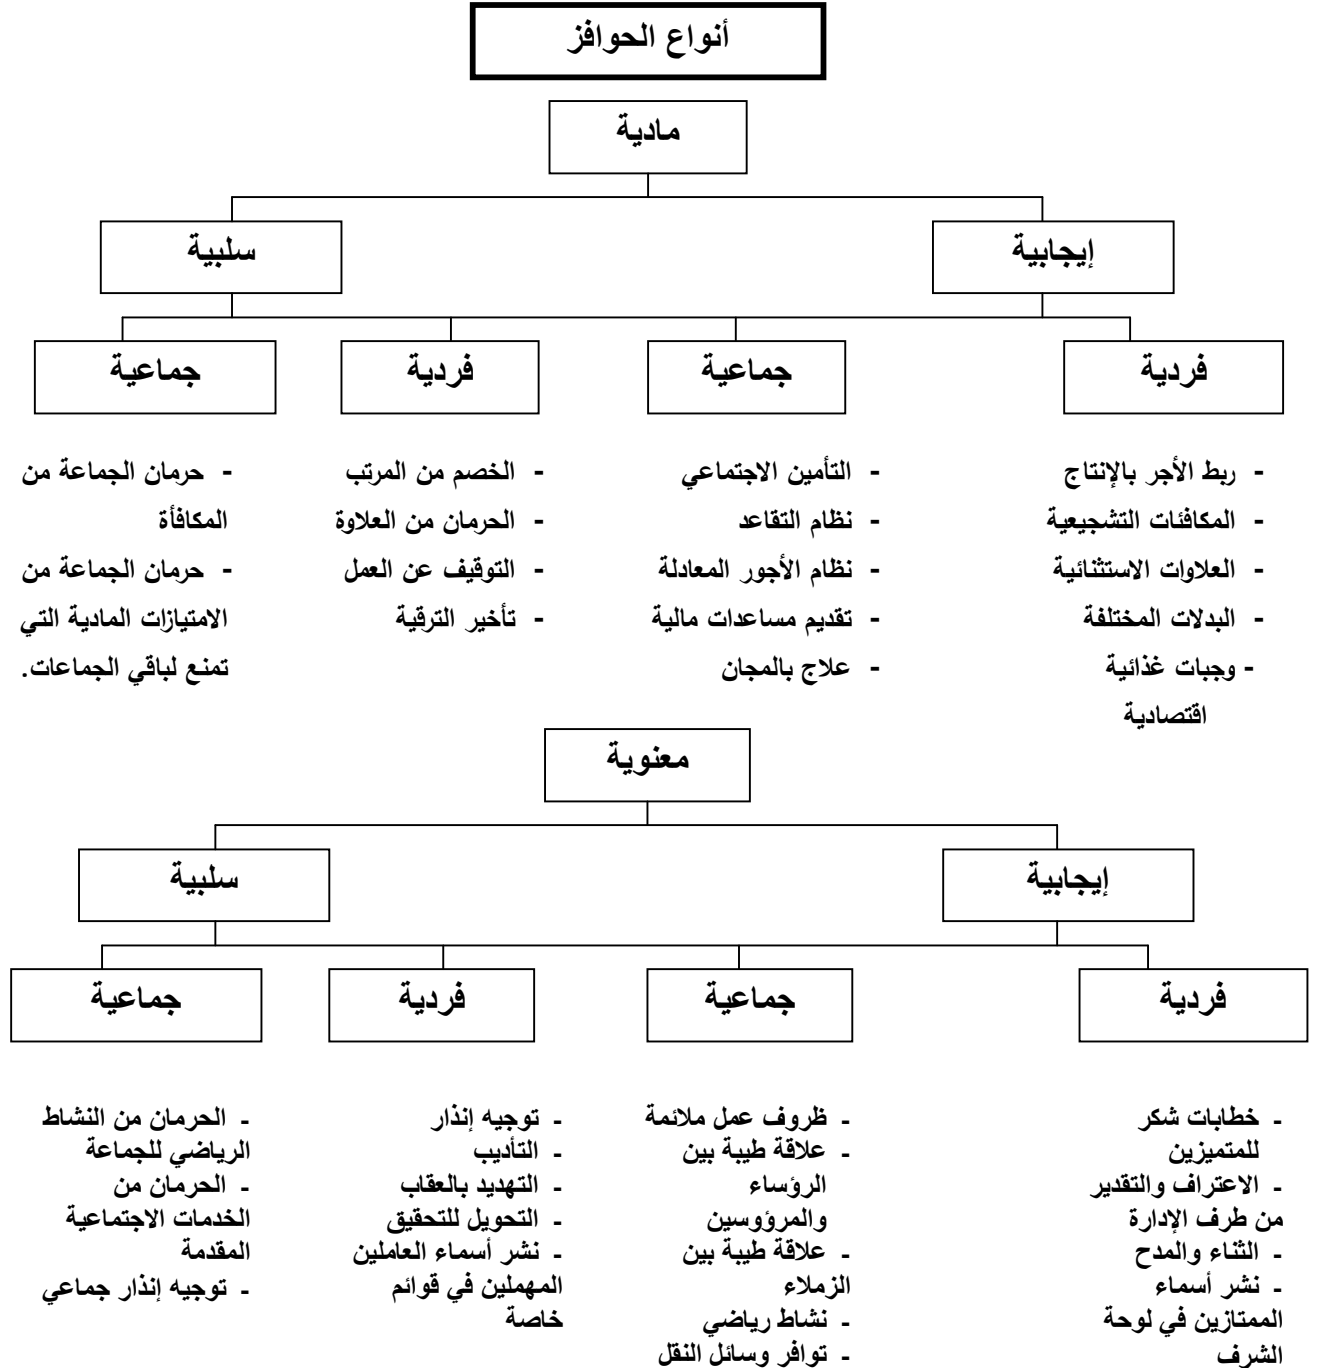 أنواع الحوافز
مادية
إيجابية
سلبية
فردية
جماعية
فردية
جماعية
- ربط الأجر بالإنتاج
- المكافئات التشجيعية
- العلاوات الاستثنائية
- البدلات المختلفة
- وجبات غذائية
اقتصادية
- التأمين الاجتماعي
- نظام التقاعد
- نظام الأجور المعادلة
- تقديم مساعدات مالية
- علاج بالمجان
- الخصم من المرتب
- الحرمان من العلاوة
- التوقيف عن العمل
- تأخير الترقية
- حرمان الجماعة من
المكافأة
- حرمان الجماعة من
الامتيازات المادية التي
تمنع لباقي الجماعات.
معنوية
إيجابية
سلبية
فردية
جماعية
فردية
جماعية
- خطابات شكر
للمتميزين
- الاعتراف والتقدير
من طرف الإدارة
- الثناء والمدح
- نشر أسماء
الممتازين في لوحة
الشرف
- ظروف عمل ملائمة
- علاقة طيبة بين
الرؤساء
والمرؤوسين
- علاقة طيبة بين
الزملاء
- نشاط رياضي
- توافر وسائل النقل
- توجيه إنذار
- التأديب
- التهديد بالعقاب
- التحويل للتحقيق
- نشر أسماء العاملين
المهملين في قوائم
خاصة
- الحرمان من النشاط
الرياضي للجماعة
- الحرمان من
الخدمات الاجتماعية
المقدمة
- توجيه إنذار جماعي